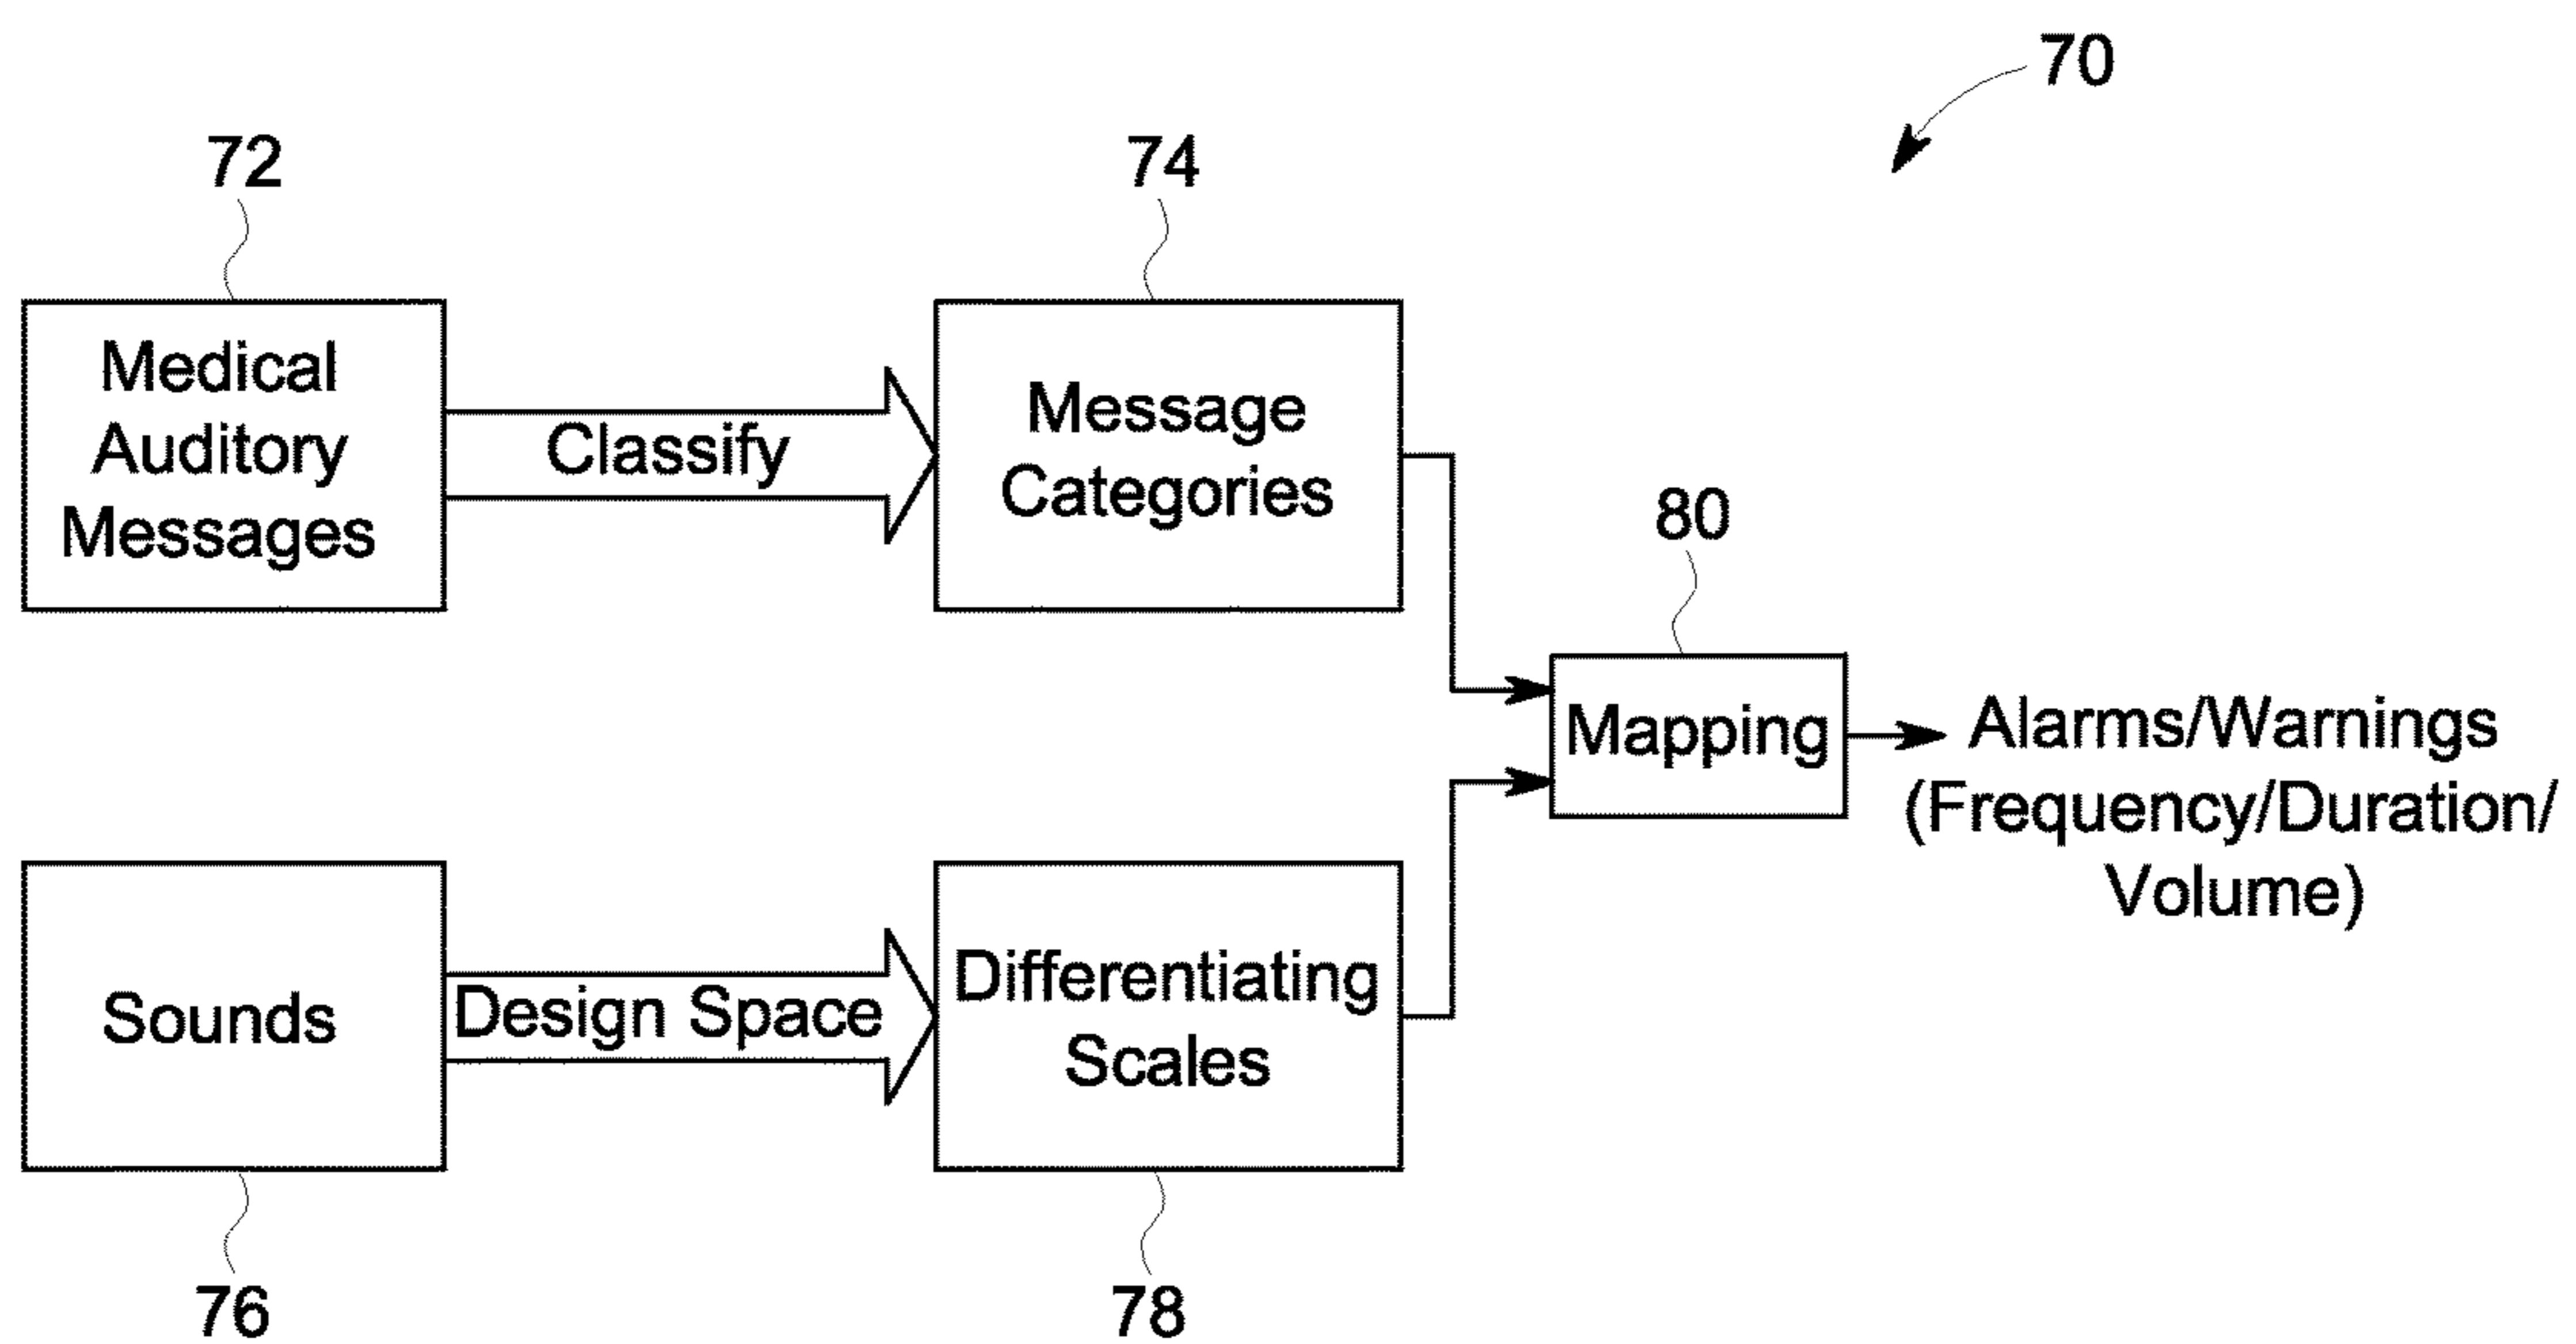 70
72
74
Medical
Auditory
Messages
Classify
Message
Categories
80
Mapping
Alarms/Warnings
(Frequency/Duration/
Volume)
Sounds
Design Space
Differentiating
Scales
76
78